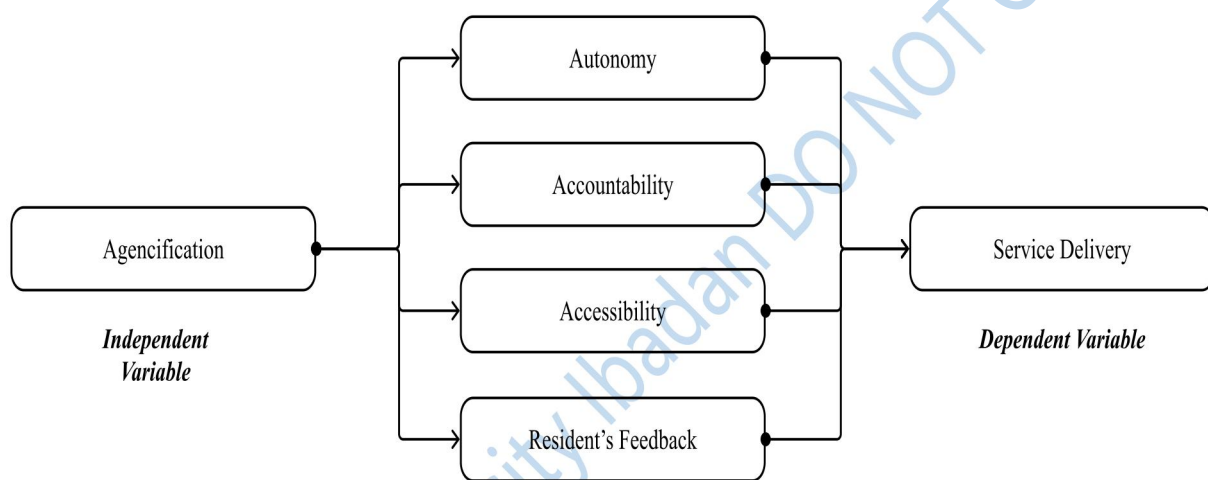 Autonomy
Accountability
Agencification
Service Delivery
Accessibility
Independent
Variable
Dependent Variable
Resident’s Feedback
Ibadan DO NOT